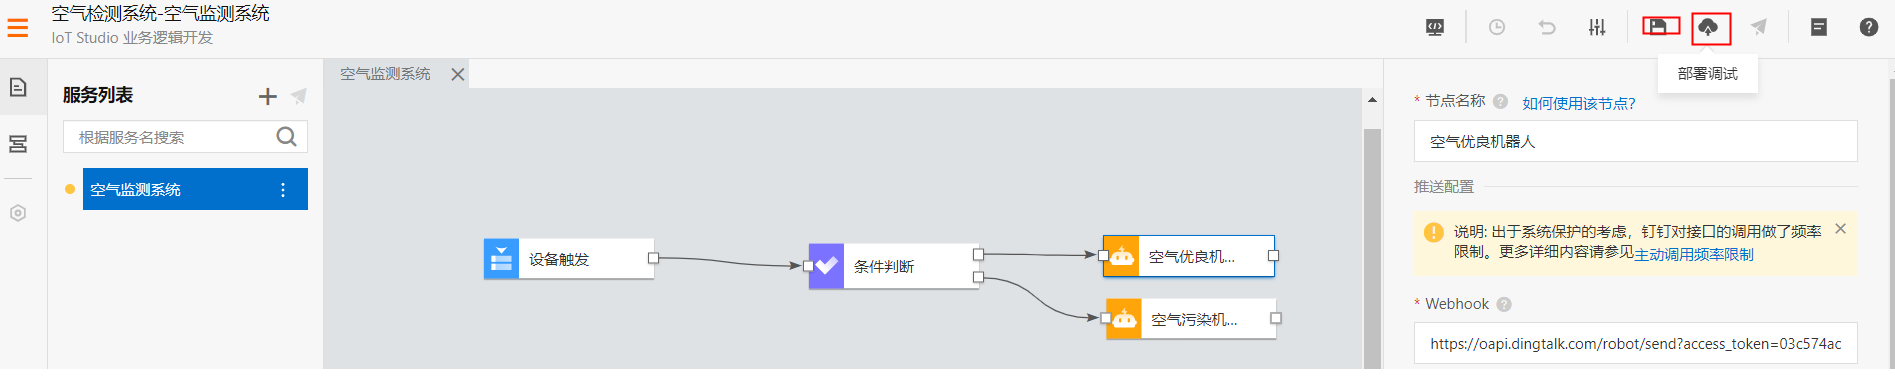 空气检测系统-空气监测系统
IoT Studio 业务逻辑开发
部署调试
服务列表
根据服务名搜索
空气监测系统
空气监测系统
设备触发
条件判断
空气优良机...
空气污染机...
* 节点名称 如何使用该节点?
空气优良机器人
推送配置
说明: 出于系统保护的考虑，钉钉对接口的调用做了频率
限制。更多详细内容请参见主动调用频率限制
* Webhook
https://oapi.dingtalk.com/robot/send?access_token=03c574ac